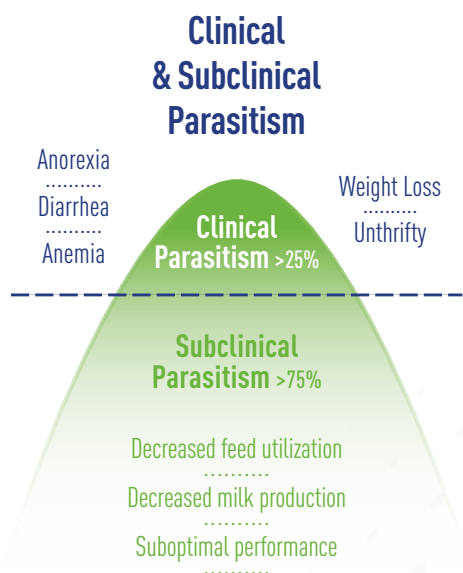 Clinical
& Subclinical
Parasitism
Anorexia
..........
Diarrhea
..........
Anemia
Weight Loss
..........
Unthrifty
Clinical
Parasitism >25%
Subclinical
Parasitism >75%
Decreased feed utilization
..........
Decreased milk production
..........
Suboptimal performance
..........